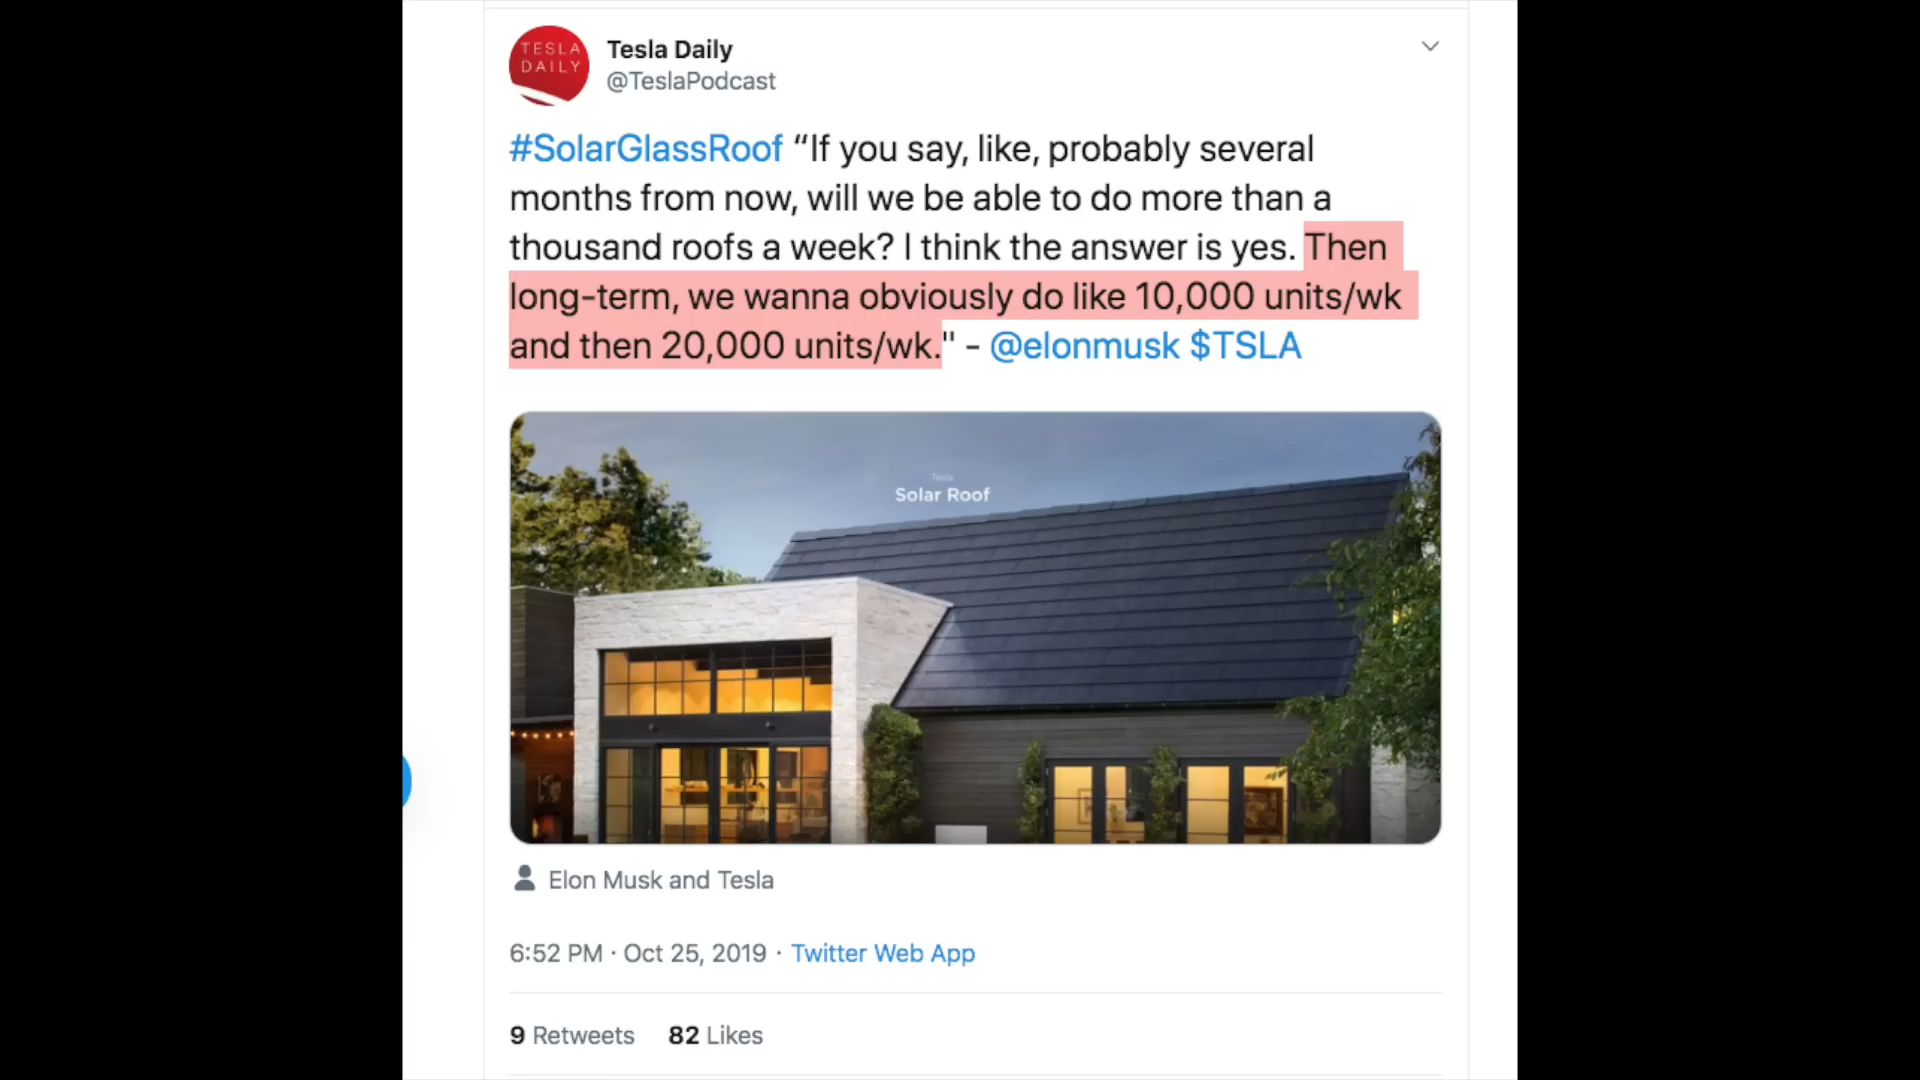 TESLA
DAILY
Tesla Daily
@TeslaPodcast
#SolarGlassRoof “If you say, like, probably several
months from now, will we be able to do more than a
thousand roofs a week? I think the answer is yes. Then
long-term, we wanna obviously do like 10,000 units/wk
and then 20,000 units/wk." - @elonmusk $TSLA
Tesla
Solar Roof
Elon Musk and Tesla
6:52 PM · Oct 25, 2019 · Twitter Web App
9 Retweets 82 Likes